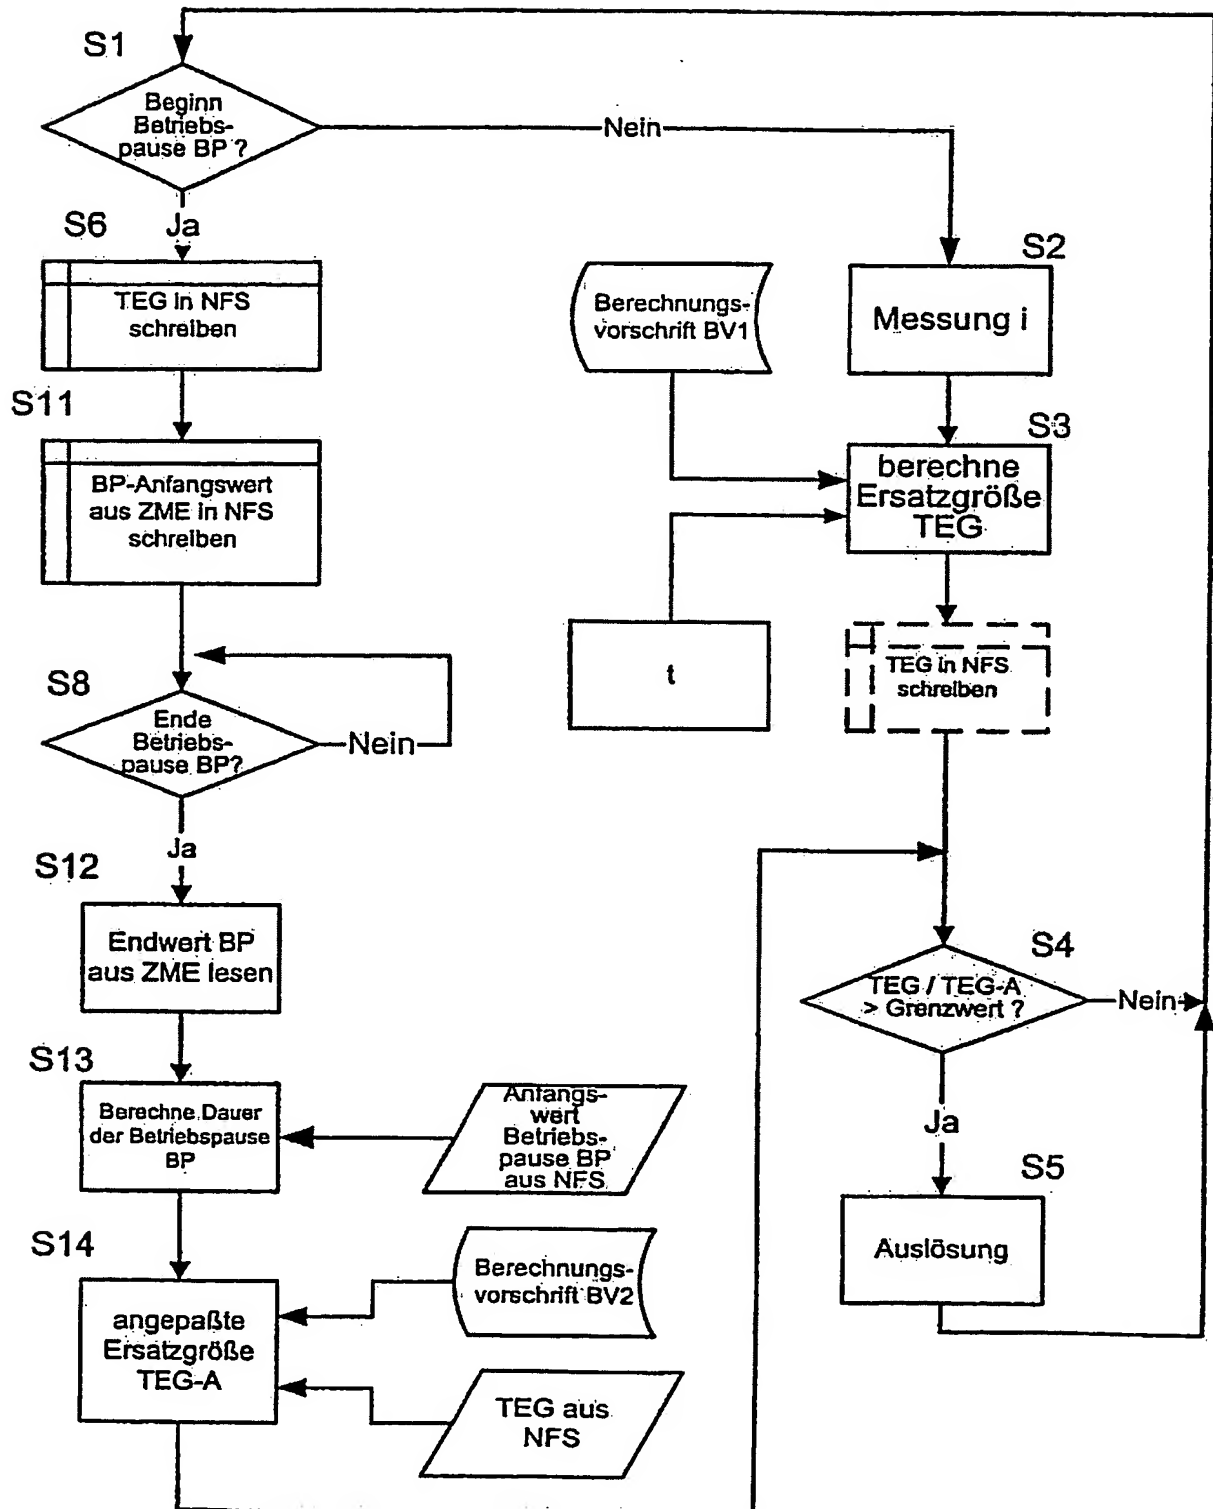 S1
Beginn
Betriebs-
pause BP ?
Nein
Ja
S6
TEG in NFS
schreiben
S11
BP-Anfangswert
aus ZME in NFS
schreiben
S8
Ende
Betriebs-
pause BP?
Nein
Ja
S12
Endwert BP
aus ZME lesen
S13
Berechne Dauer
der Betriebspause
BP
Anfangs-
wert
Betriebs-
pause BP
aus NFS
S14
angepaßte
Ersatzgröße
TEG-A
Berechnungs-
vorschrift BV2
TEG aus
NFS
S2
Messung i
Berechnungs-
vorschrift BV1
S3
berechne
Ersatzgröße
TEG
t
TEG in NFS
schreiben
S4
TEG / TEG-A
> Grenzwert ?
Nein
Ja
S5
Auslösung